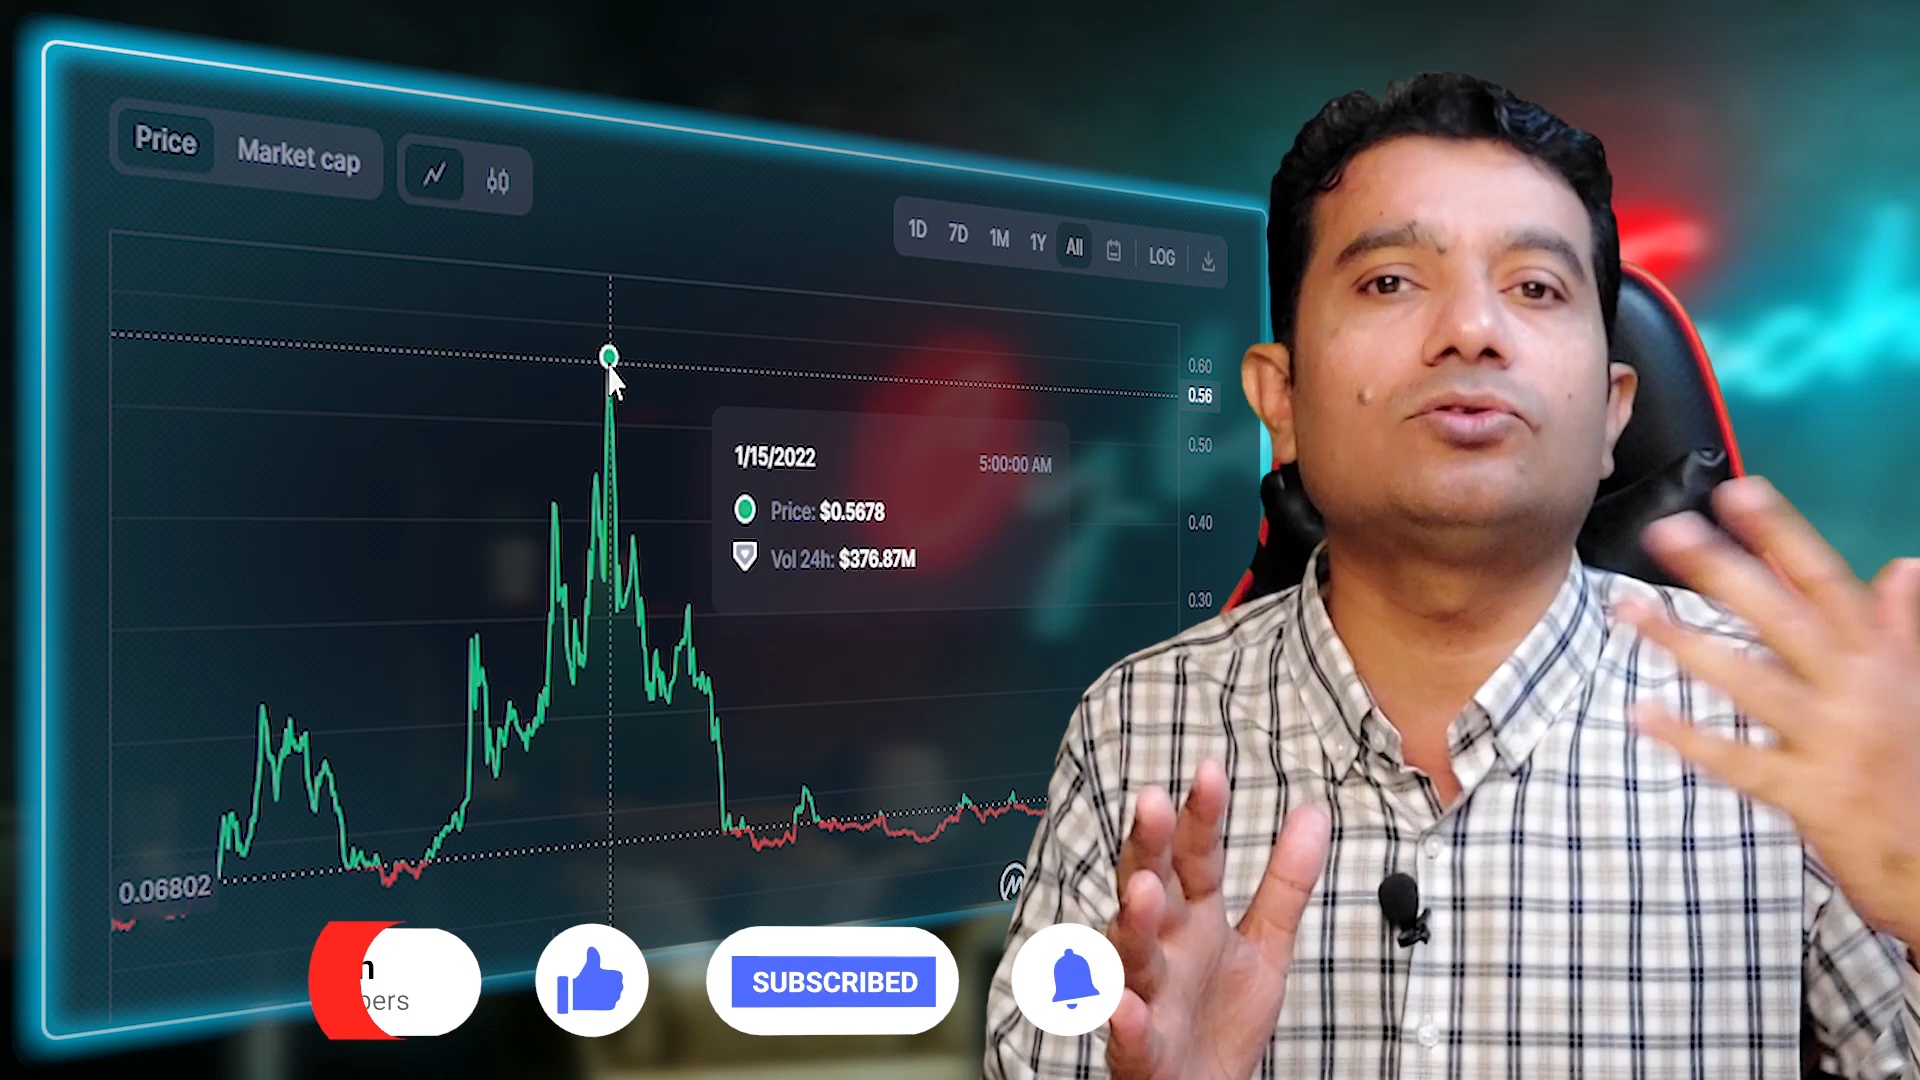 Price
Market cap
1D 7D 1M 1Y All LOG
0.60
0.56
0.50
0.40
0.30
1/15/2022 5:00:00 AM
Price: $0.5678
Vol 24h: $376.87M
0.06802
SUBSCRIBED